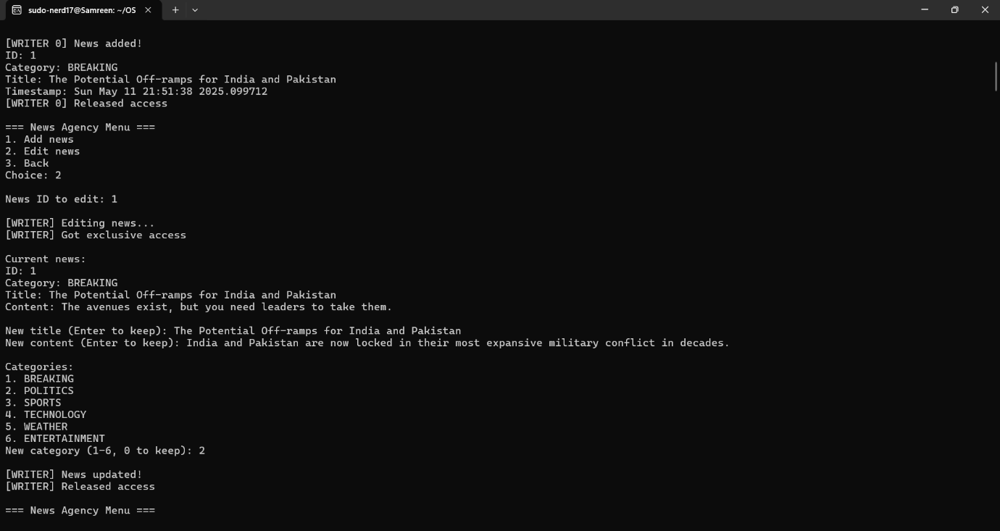 sudo-nerd17@Samreen: ~/OS
[WRITER 0] News added!
ID: 1
Category: BREAKING
Title: The Potential Off-ramps for India and Pakistan
Timestamp: Sun May 11 21:51:38 2025.099712
[WRITER 0] Released access
=== News Agency Menu ===
1. Add news
2. Edit news
3. Back
Choice: 2
News ID to edit: 1
[WRITER] Editing news...
[WRITER] Got exclusive access
Current news:
ID: 1
Category: BREAKING
Title: The Potential Off-ramps for India and Pakistan
Content: The avenues exist, but you need leaders to take them.
New title (Enter to keep): The Potential Off-ramps for India and Pakistan
New content (Enter to keep): India and Pakistan are now locked in their most expansive military conflict in decades.
Categories:
1. BREAKING
2. POLITICS
3. SPORTS
4. TECHNOLOGY
5. WEATHER
6. ENTERTAINMENT
New category (1-6, 0 to keep): 2
[WRITER] News updated!
[WRITER] Released access
=== News Agency Menu ===